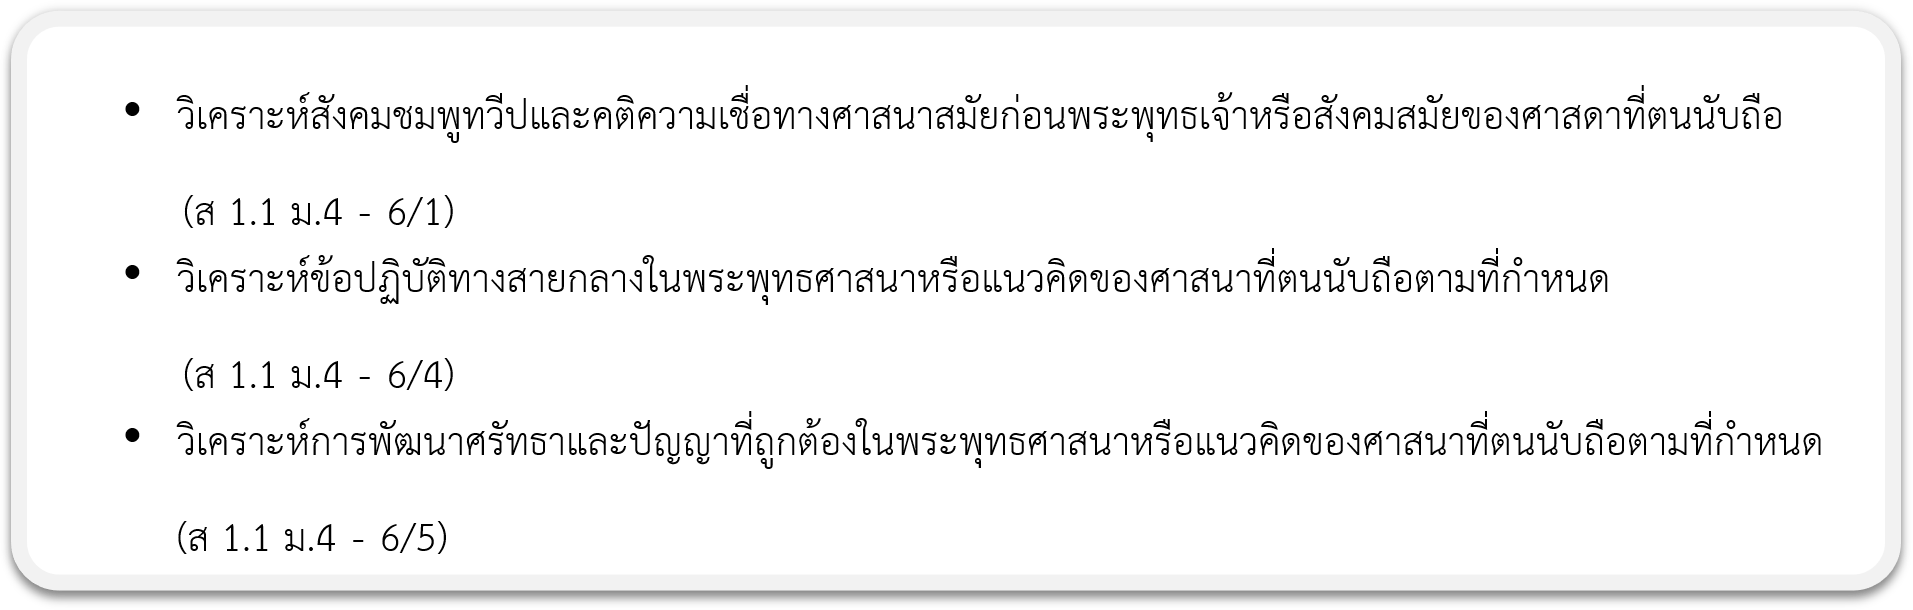 • วิเคราะห์สังคมชมพูทวีปและคติความเชื่อทางศาสนาสมัยก่อนพระพุทธเจ้าหรือสังคมสมัยของศาสดาที่ตนนับถือ
(ส 1.1 ม.4 - 6/1)
• วิเคราะห์ข้อปฏิบัติทางสายกลางในพระพุทธศาสนาหรือแนวคิดของศาสนาที่ตนนับถือตามที่กำหนด
(ส 1.1 ม.4 - 6/4)
• วิเคราะห์การพัฒนาศรัทธาและปัญญาที่ถูกต้องในพระพุทธศาสนาหรือแนวคิดของศาสนาที่ตนนับถือตามที่กำหนด
(ส 1.1 ม.4 - 6/5)